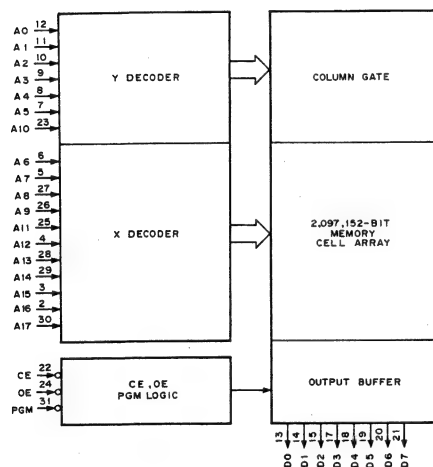 A0 12
A1 11
A2 10
A3 9
A4 8
A5 7
A10 23
Y DECODER
COLUMN GATE
A6 6
A7 5
A8 27
A9 26
A11 25
A12 4
A13 28
A14 29
A15 3
A16 2
A17 30
X DECODER
2,097,152-BIT
MEMORY
CELL ARRAY
CE 22
OE 24
PGM 31
CE, OE
PGM LOGIC
OUTPUT BUFFER
13 14 15 17 18 19 20 21
D0 D1 D2 D3 D4 D5 D6 D7